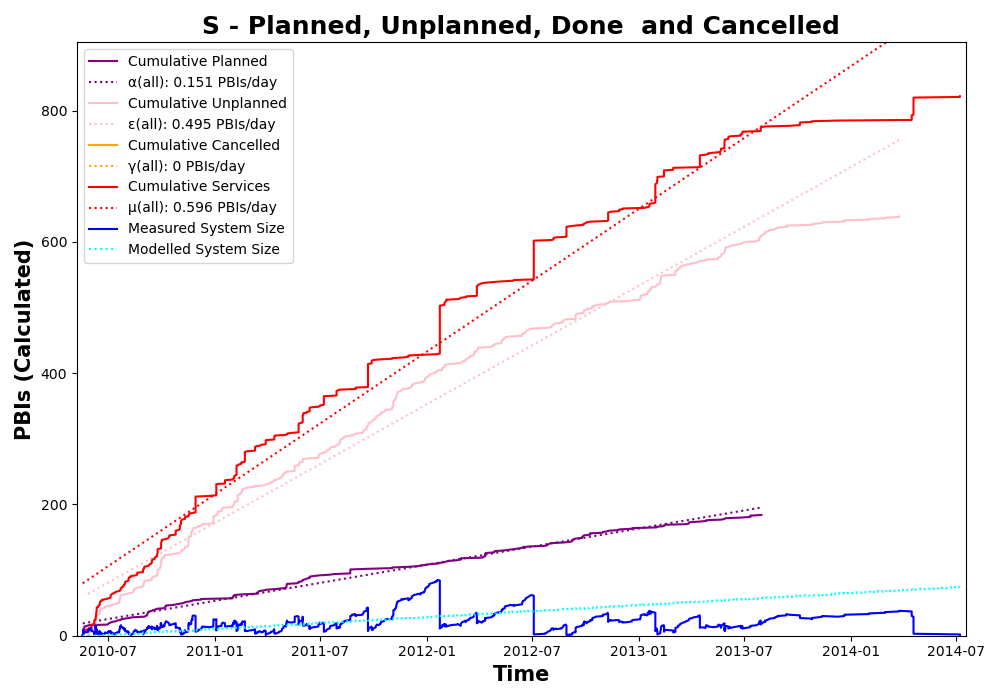 S - Planned, Unplanned, Done  and Cancelled
Cumulative Planned
α(all): 0.151 PBIs/day
Cumulative Unplanned
ε(all): 0.495 PBIs/day
Cumulative Cancelled
γ(all): 0 PBIs/day
Cumulative Services
μ(all): 0.596 PBIs/day
Measured System Size
Modelled System Size
PBIs (Calculated)
800
600
400
200
0
2010-07
2011-01
2011-07
2012-01
2012-07
2013-01
2013-07
2014-01
2014-07
Time